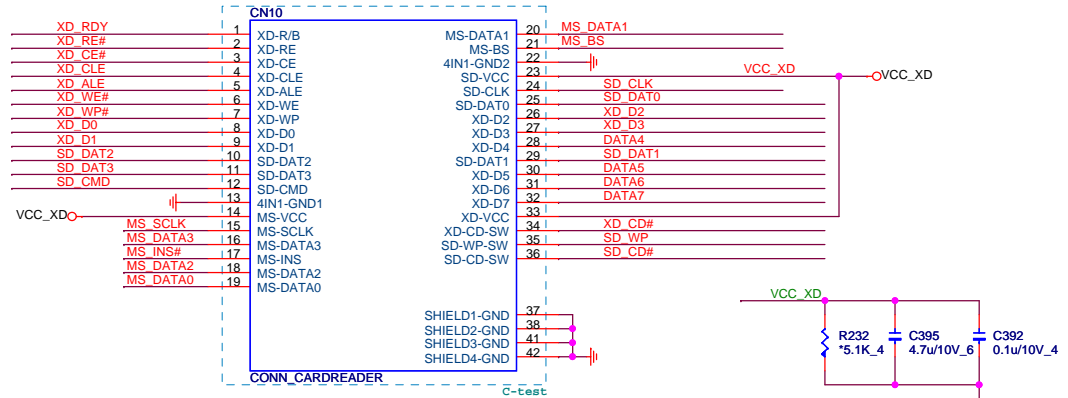 CN10
XD_RDY 1 XD-R/B MS-DATA1 20 MS_DATA1
XD_RE# 2 XD-RE MS-BS 21 MS_BS
XD_CE# 3 XD-CE 4IN1-GND2 22
XD_CLE 4 XD-CLE SD-VCC 23 VCC_XD VCC_XD
XD_ALE 5 XD-ALE SD-CLK 24 SD_CLK
XD_WE# 6 XD-WE SD-DAT0 25 SD_DAT0
XD_WP# 7 XD-WP XD-D2 26 XD_D2
XD_D0 8 XD-D0 XD-D3 27 XD_D3
XD_D1 9 XD-D1 XD-D4 28 DATA4
SD_DAT2 10 SD-DAT2 SD-DAT1 29 SD_DAT1
SD_DAT3 11 SD-DAT3 XD-D5 30 DATA5
SD_CMD 12 SD-CMD XD-D6 31 DATA6
13 4IN1-GND1 XD-D7 32 DATA7
VCC_XD 14 MS-VCC XD-VCC 33
MS_SCLK 15 MS-SCLK XD-CD-SW 34 XD_CD#
MS_DATA3 16 MS-DATA3 SD-WP-SW 35 SD_WP
MS_INS# 17 MS-INS SD-CD-SW 36 SD_CD#
MS_DATA2 18 MS-DATA2
MS_DATA0 19 MS-DATA0
VCC_XD
SHIELD1-GND 37
SHIELD2-GND 38
SHIELD3-GND 41
SHIELD4-GND 42
R232 C395 C392
*5.1K_4 4.7u/10V_6 0.1u/10V_4
CONN_CARDREADER
C-test